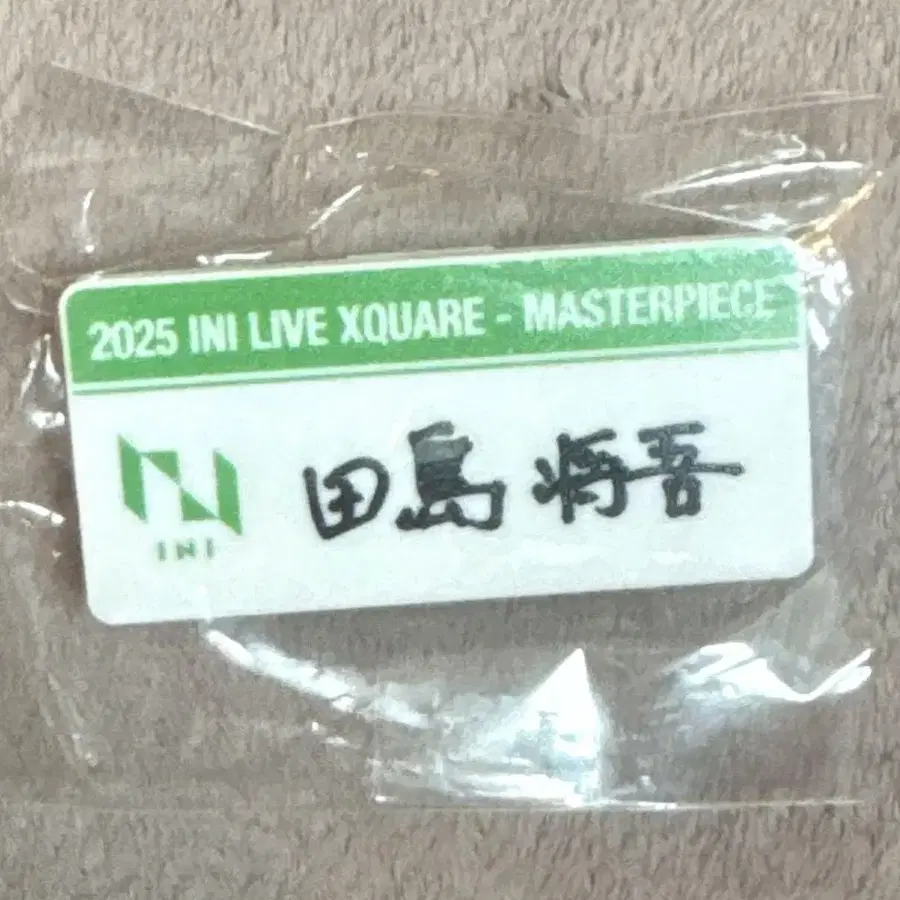 2025 INI LIVE XQUARE - MASTERPIECE
田島 将吾
INI